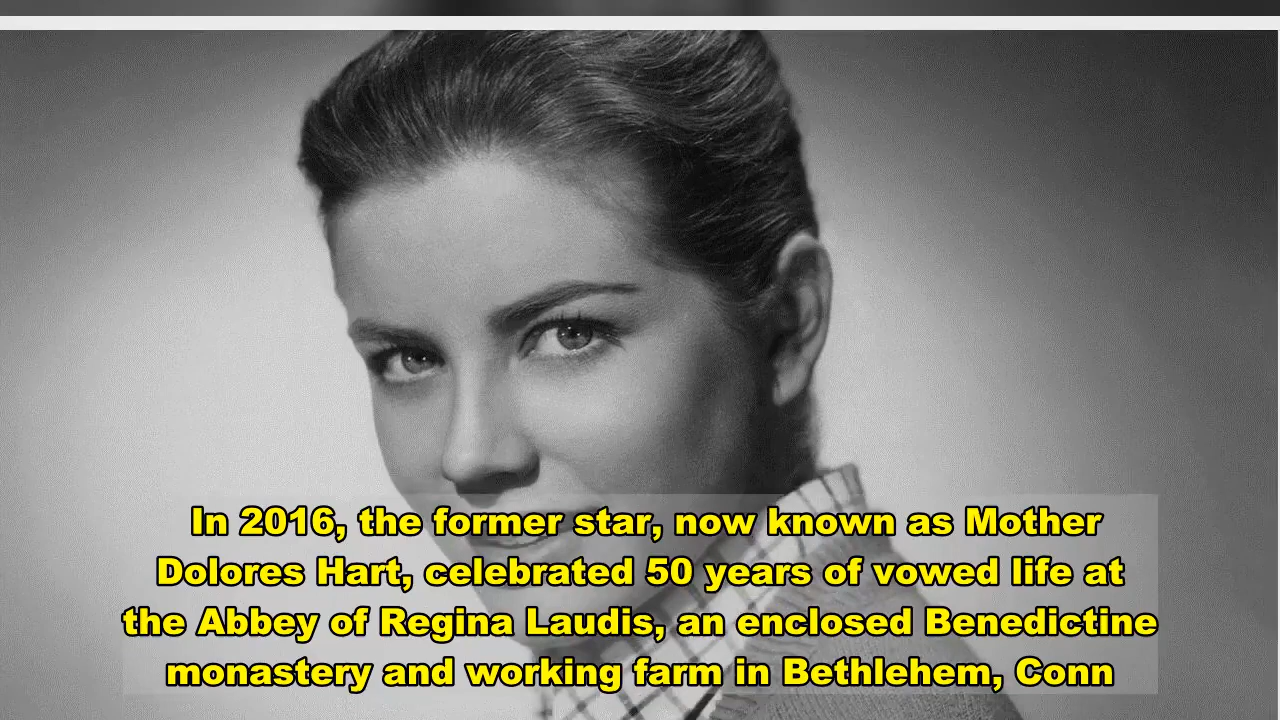 In 2016, the former star, now known as Mother
Dolores Hart, celebrated 50 years of vowed life at
the Abbey of Regina Laudis, an enclosed Benedictine
monastery and working farm in Bethlehem, Conn